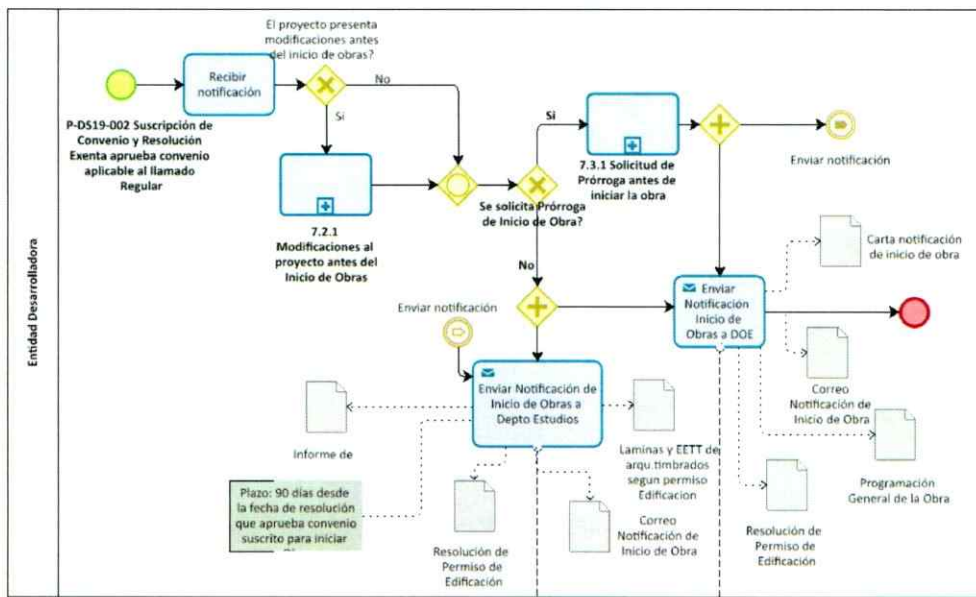 Entidad Desarrolladora
El proyecto presenta
modificaciones antes
del inicio de obras?
Recibir
notificación
No
Si
P-DS19-002 Suscripción de
Convenio y Resolución
Exenta aprueba convenio
aplicable al llamado
Regular
7.2.1
Modificaciones al
proyecto antes del
Inicio de Obras
Se solicita Prórroga
de Inicio de Obra?
Si
7.3.1 Solicitud de
Prórroga antes de
iniciar la obra
Enviar notificación
No
Carta notificación
de inicio de obra
Enviar
Notificación
Inicio de
Obras a DOE
Enviar notificación
Enviar Notificación de
Inicio de Obras a
Depto Estudios
Correo
Notificación de
Inicio de Obra
Informe de
Laminas y EETT de
arqu.timbrados
segun permiso
Edificacion
Programación
General de la Obra
Plazo: 90 días desde
la fecha de resolución
que aprueba convenio
suscrito para iniciar
Resolución de
Permiso de
Edificación
Correo
Notificación de
Inicio de Obra
Resolución de
Permiso de
Edificación